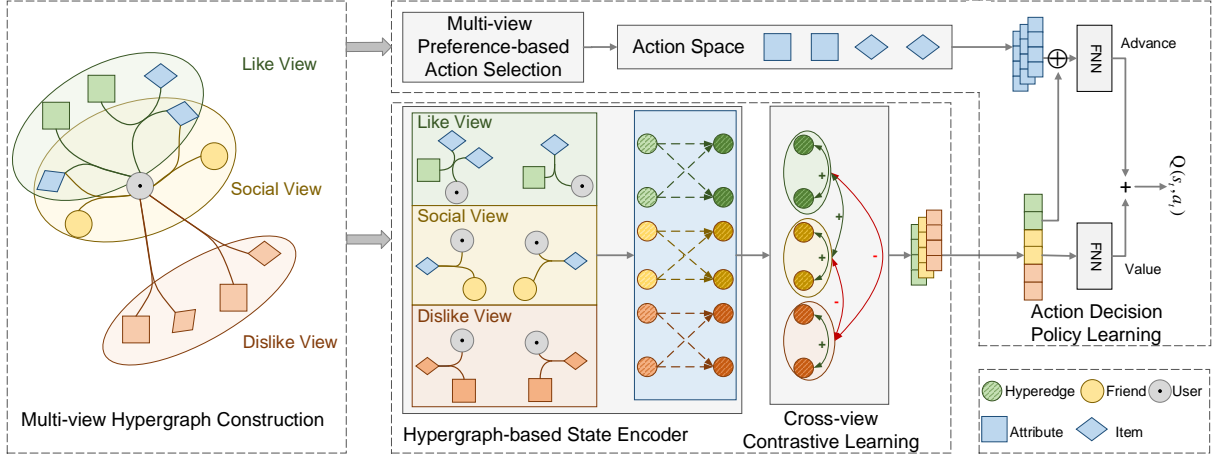 Like View
Social View
Dislike View
Multi-view Hypergraph Construction
Multi-view
Preference-based
Action Selection
Action Space
FNN
Advance
Like View
Social View
Dislike View
Hypergraph-based State Encoder
+
+
+
+
-
-
Cross-view
Contrastive Learning
+
Q(s_t, a_t)
FNN
Value
Action Decision
Policy Learning
Hyperedge
Friend
User
Attribute
Item